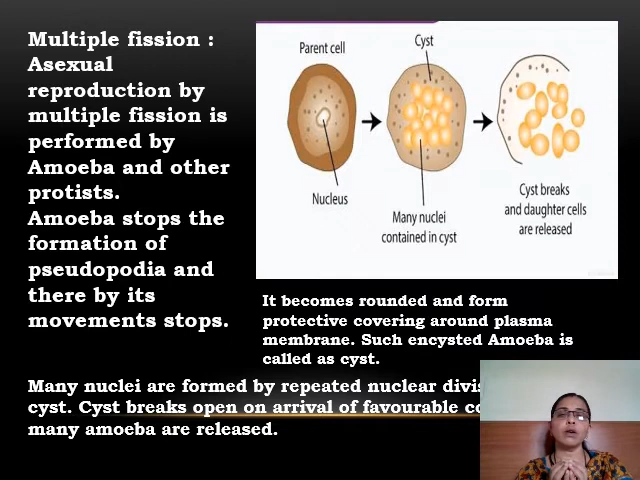 Multiple fission :
Asexual
reproduction by
multiple fission is
performed by
Amoeba and other
protists.
Amoeba stops the
formation of
pseudopodia and
there by its
movements stops.
Parent cell
Cyst
Nucleus
Many nuclei
contained in cyst
Cyst breaks
and daughter cells
are released
It becomes rounded and form
protective covering around plasma
membrane. Such encysted Amoeba is
called as cyst.
Many nuclei are formed by repeated nuclear
cyst. Cyst breaks open on arrival of favourable
many amoeba are released.